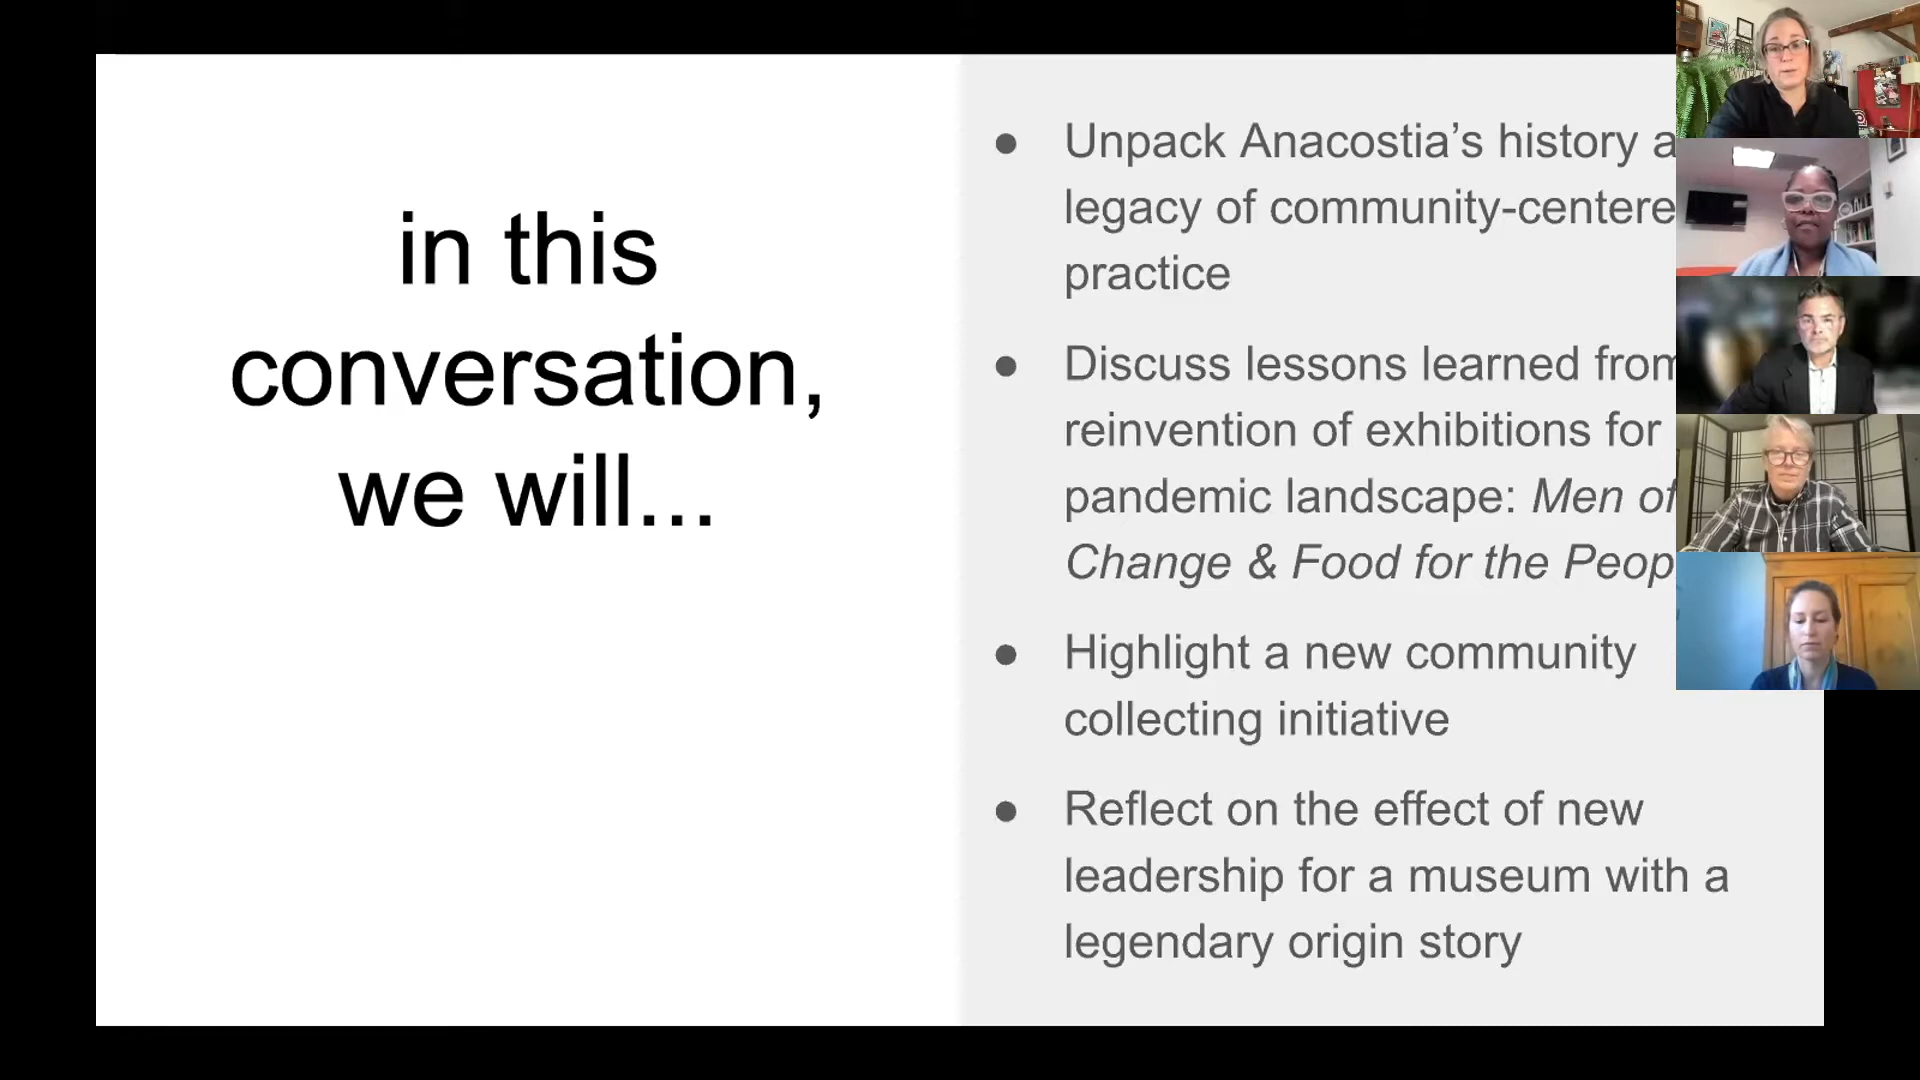 in this
conversation,
we will...
● Unpack Anacostia’s history a
legacy of community-centere
practice
● Discuss lessons learned from
reinvention of exhibitions for
pandemic landscape: Men of
Change & Food for the Peop
● Highlight a new community
collecting initiative
● Reflect on the effect of new
leadership for a museum with a
legendary origin story